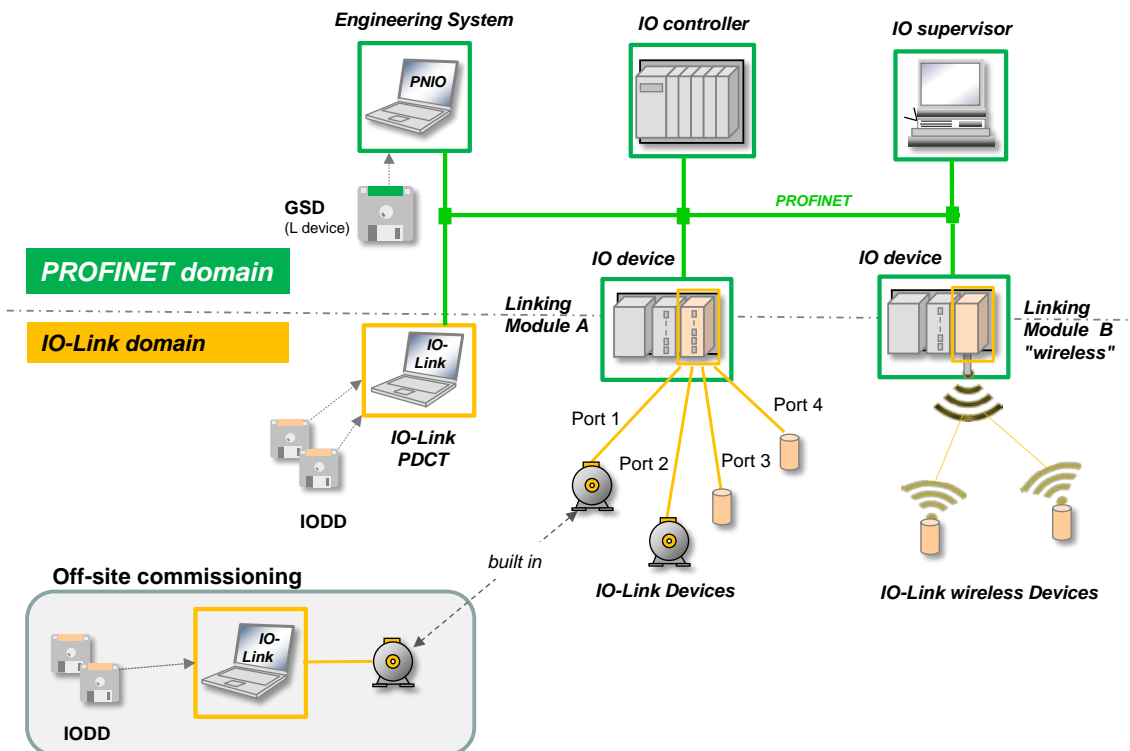 Engineering System
IO controller
IO supervisor
PNIO
GSD
(L device)
PROFINET
PROFINET domain
IO device
IO device
Linking
Module A
Linking
Module B
"wireless"
IO-Link domain
IO-
Link
IO-Link
PDCT
IODD
Port 1
Port 2
Port 3
Port 4
built in
IO-Link Devices
IO-Link wireless Devices
Off-site commissioning
IO-
Link
IODD